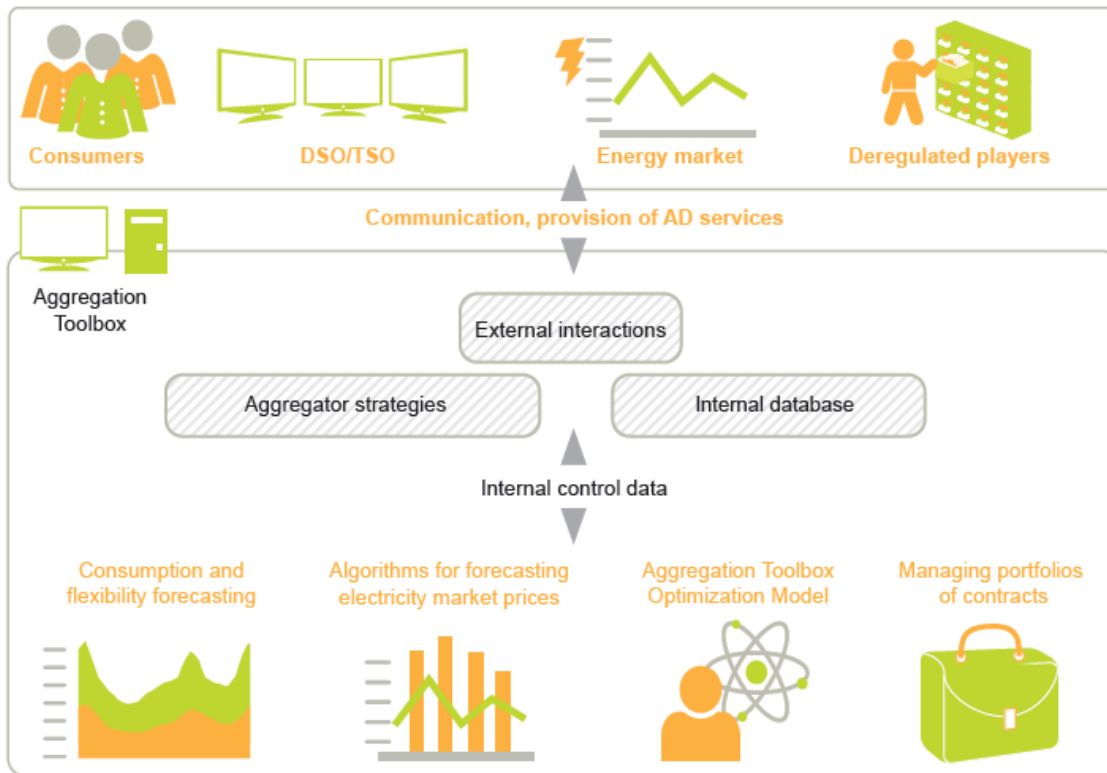 Consumers
DSO/TSO
Energy market
Deregulated players
Communication, provision of AD services
Aggregation
Toolbox
External interactions
Aggregator strategies
Internal database
Internal control data
Consumption and
flexibility forecasting
Algorithms for forecasting
electricity market prices
Aggregation Toolbox
Optimization Model
Managing portfolios
of contracts